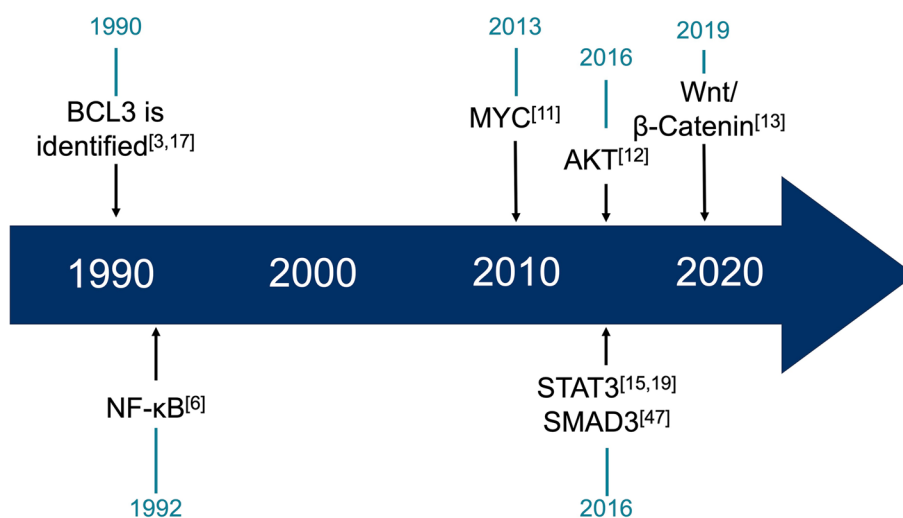 1990
2013
2016
2019
BCL3 is
identified[3,17]
MYC[11]
AKT[12]
Wnt/
β-Catenin[13]
1990 2000 2010 2020
NF-κB[6]
1992
STAT3[15,19]
SMAD3[47]
2016